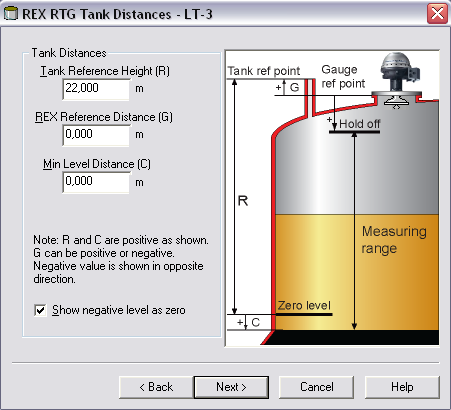 REX RTG Tank Distances - LT-3
Tank Distances
Tank Reference Height (R)
22,000 m
REX Reference Distance (G)
0,000 m
Min Level Distance (C)
0,000 m
Note: R and C are positive as shown.
G can be positive or negative.
Negative value is shown in opposite
direction.
Show negative level as zero
Tank ref point
Gauge
ref point
+ G
+
Hold off
R
Measuring
range
Zero level
+ C
< Back
Next >
Cancel
Help